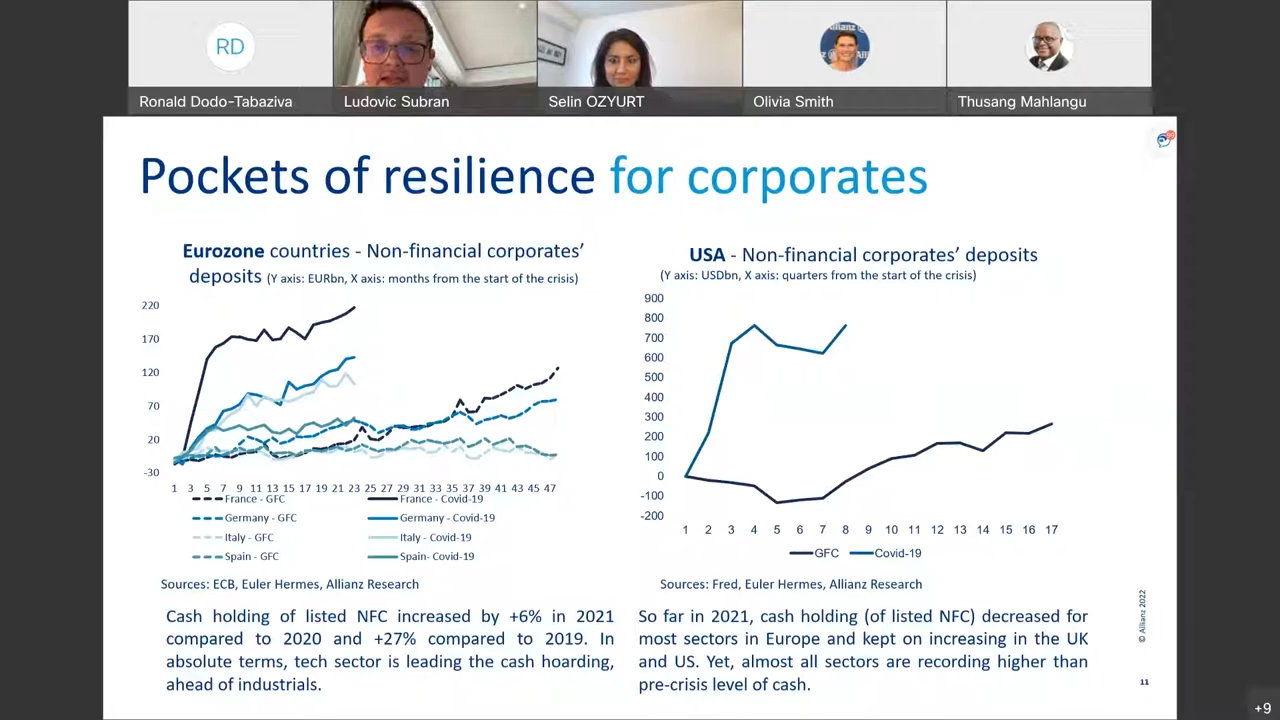 RD
Ronald Dodo-Tabaziva
Ludovic Subran
Selin OZYURT
Olivia Smith
Thusang Mahlangu
Pockets of resilience for corporates
Eurozone countries - Non-financial corporates'
deposits (Y axis: EURbn, X axis: months from the start of the crisis)
220
170
120
70
20
-30
1 3 5 7 9 11 13 15 17 19 21 23 25 27 29 31 33 35 37 39 41 43 45 47
France - GFC
France - Covid-19
Germany - GFC
Germany - Covid-19
Italy - GFC
Italy - Covid-19
Spain - GFC
Spain- Covid-19
Sources: ECB, Euler Hermes, Allianz Research
Cash holding of listed NFC increased by +6% in 2021
compared to 2020 and +27% compared to 2019. In
absolute terms, tech sector is leading the cash hoarding,
ahead of industrials.
USA - Non-financial corporates' deposits
(Y axis: USDbn, X axis: quarters from the start of the crisis)
900
800
700
600
500
400
300
200
100
0
-100
-200
1 2 3 4 5 6 7 8 9 10 11 12 13 14 15 16 17
GFC
Covid-19
Sources: Fred, Euler Hermes, Allianz Research
So far in 2021, cash holding (of listed NFC) decreased for
most sectors in Europe and kept on increasing in the UK
and US. Yet, almost all sectors are recording higher than
pre-crisis level of cash.
© Allianz 2022
11
+9